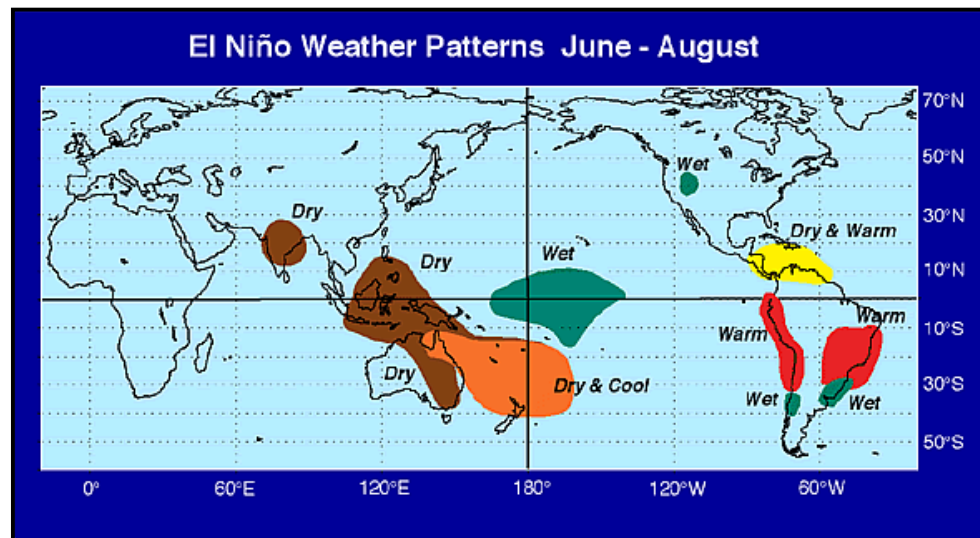 El Niño Weather Patterns June - August
70°N
Wet
50°N
Dry
30°N
Dry & Warm
Dry
Wet
10°N
Warm
Warm
10°S
Dry
Dry & Cool
30°S
Wet
Wet
50°S
0°
60°E
120°E
180°
120°W
60°W